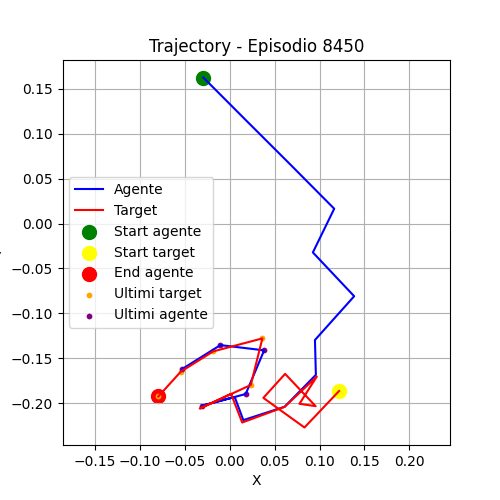 Trajectory - Episodio 8450
0.15
0.10
0.05
0.00
−0.05
−0.10
−0.15
−0.20
Agente
Target
Start agente
Start target
End agente
Ultimi target
Ultimi agente
−0.15 −0.10 −0.05 0.00 0.05 0.10 0.15 0.20
X